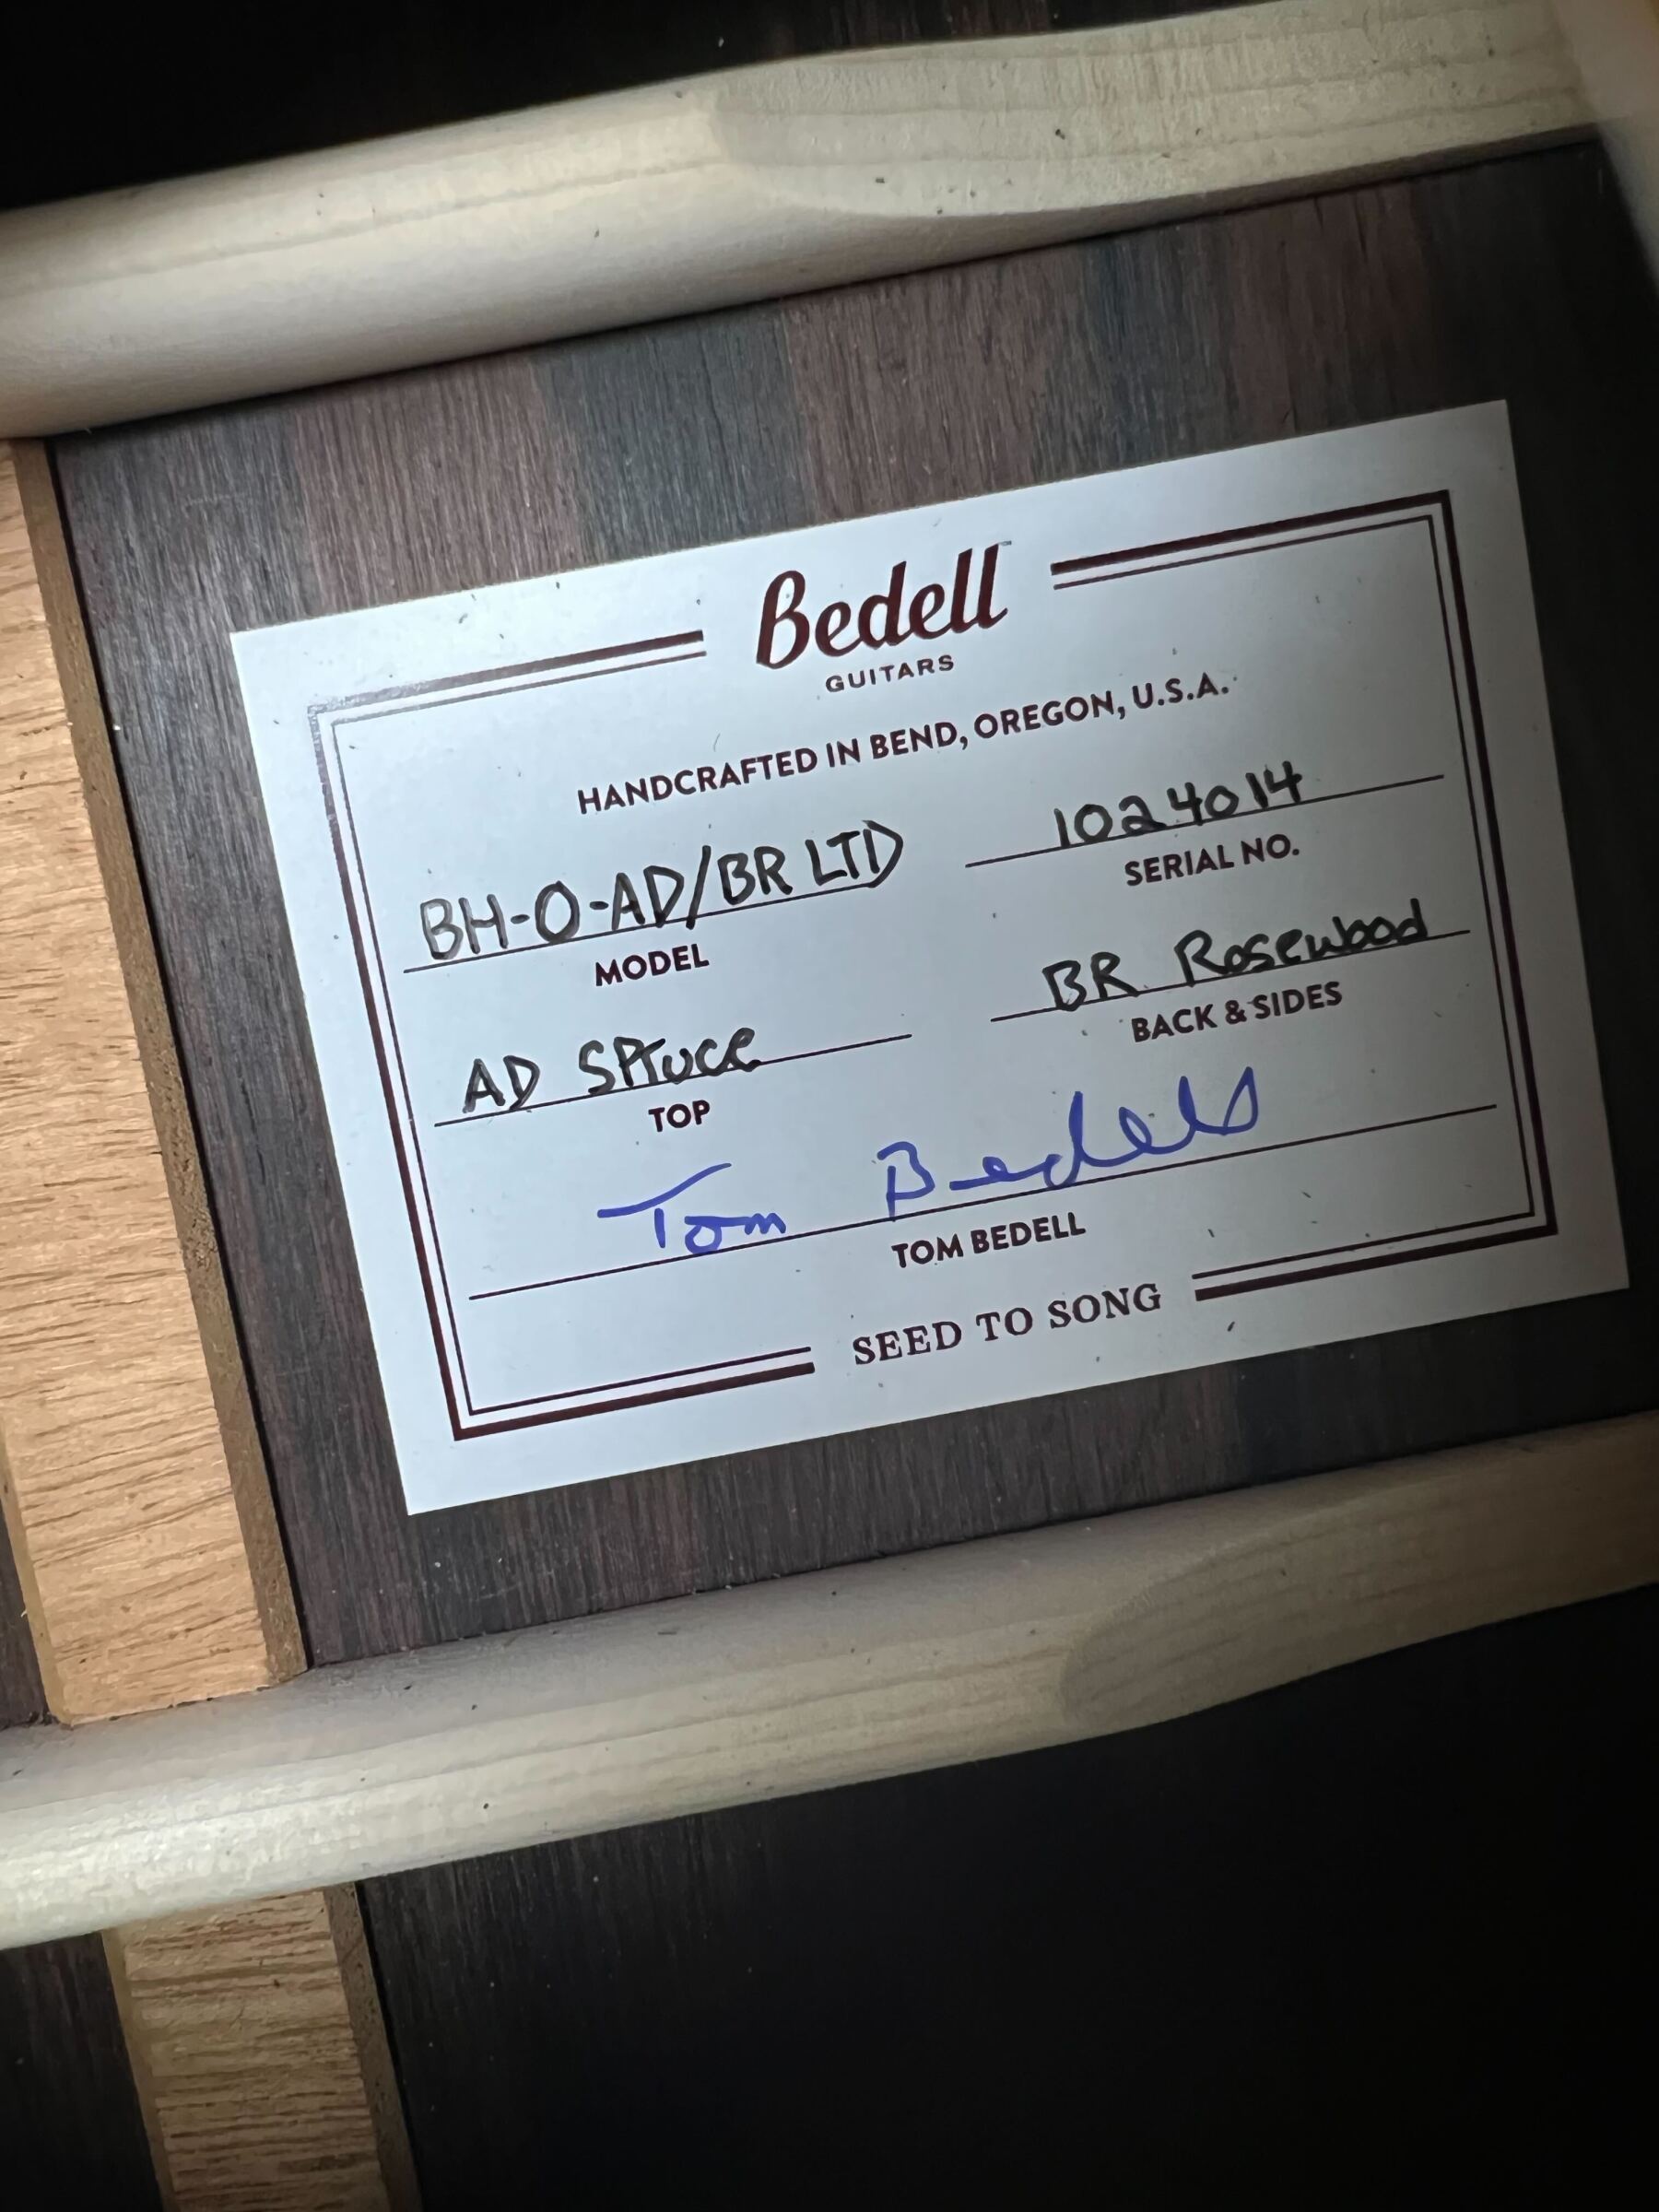 Bedell
GUITARS
HANDCRAFTED IN BEND, OREGON, U.S.A.
BH-O-AD/BR LTD
MODEL
1024014
SERIAL NO.
AD Spruce
TOP
BR Rosewood
BACK & SIDES
Tom Bedell
TOM BEDELL
SEED TO SONG